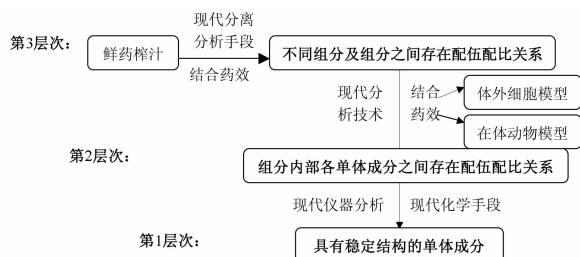 现代分离
分析手段
第3层次： 鲜药榨汁 不同组分及组分之间存在配伍配比关系
结合药效
现代分
析技术
结合
药效
体外细胞模型
在体动物模型
第2层次： 组分内部各单体成分之间存在配伍配比关系
现代仪器分析 现代化学手段
第1层次： 具有稳定结构的单体成分